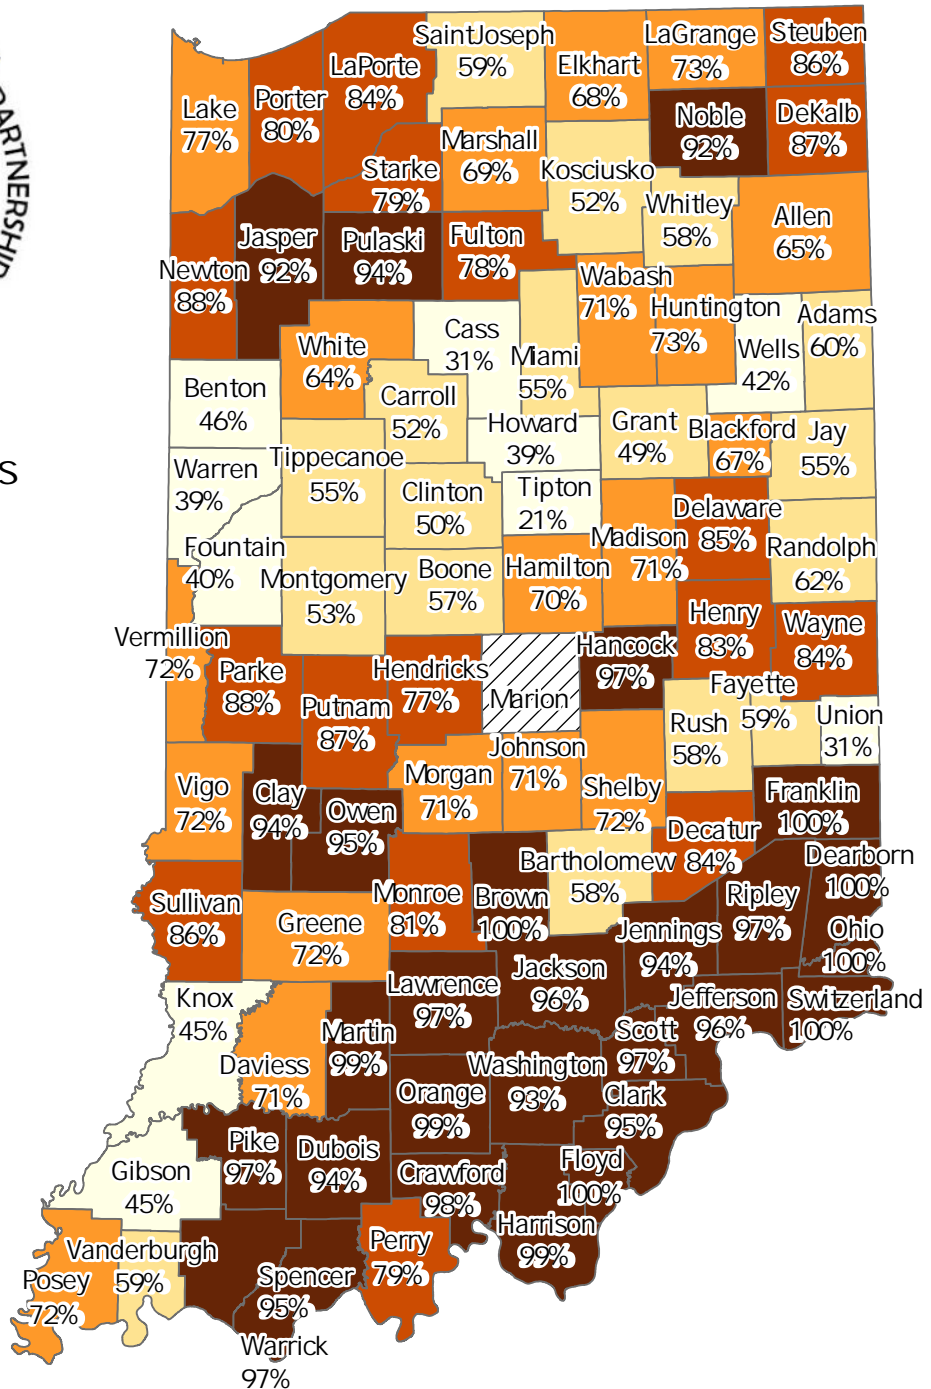 PARTNERSHIP
s
SaintJoseph
59%
LaGrange
73%
Steuben
86%
LaPorte
84%
Elkhart
68%
Porter
80%
Lake
77%
Noble
92%
DeKalb
87%
Marshall
69%
Starke
79%
Kosciusko
52%
Whitley
58%
Allen
65%
Jasper
92%
Pulaski
94%
Fulton
78%
Newton
88%
Wabash
71%
Huntington
73%
Adams
60%
Cass
31%
White
64%
Miami
55%
Wells
42%
Benton
46%
Carroll
52%
Howard
39%
Grant
49%
Blackford
67%
Jay
55%
Warren
39%
Tippecanoe
55%
Clinton
50%
Tipton
21%
Delaware
85%
Madison
71%
Randolph
62%
Fountain
40%
Montgomery
53%
Boone
57%
Hamilton
70%
Henry
83%
Wayne
84%
Vermillion
72%
Parke
88%
Hendricks
77%
Marion
Hancock
97%
Putnam
87%
Fayette
59%
Rush
58%
Union
31%
Johnson
71%
Morgan
71%
Shelby
72%
Vigo
72%
Clay
94%
Owen
95%
Franklin
100%
Decatur
84%
Bartholomew
58%
Dearborn
100%
Monroe
81%
Brown
100%
Ripley
97%
Sullivan
86%
Greene
72%
Jennings
94%
Ohio
100%
Jackson
96%
Lawrence
97%
Knox
45%
Jefferson
96%
Switzerland
100%
Martin
99%
Scott
97%
Daviess
71%
Washington
93%
Orange
99%
Clark
95%
Pike
97%
Dubois
94%
Floyd
100%
Gibson
45%
Crawford
98%
Harrison
99%
Perry
79%
Vanderburgh
59%
Posey
72%
Spencer
95%
Warrick
97%